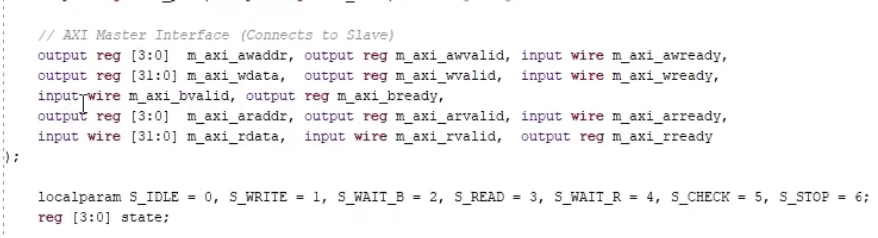 // AXI Master Interface (Connects to Slave)
output reg [3:0]  m_axi_awaddr, output reg m_axi_awvalid, input wire m_axi_awready,
output reg [31:0] m_axi_wdata,  output reg m_axi_wvalid,  input wire m_axi_wready,
input wire m_axi_bvalid, output reg m_axi_bready,
output reg [3:0]  m_axi_araddr, output reg m_axi_arvalid, input wire m_axi_arready,
input wire [31:0] m_axi_rdata,  input wire m_axi_rvalid,  output reg m_axi_rready
);
localparam S_IDLE = 0, S_WRITE = 1, S_WAIT_B = 2, S_READ = 3, S_WAIT_R = 4, S_CHECK = 5, S_STOP = 6;
reg [3:0] state;